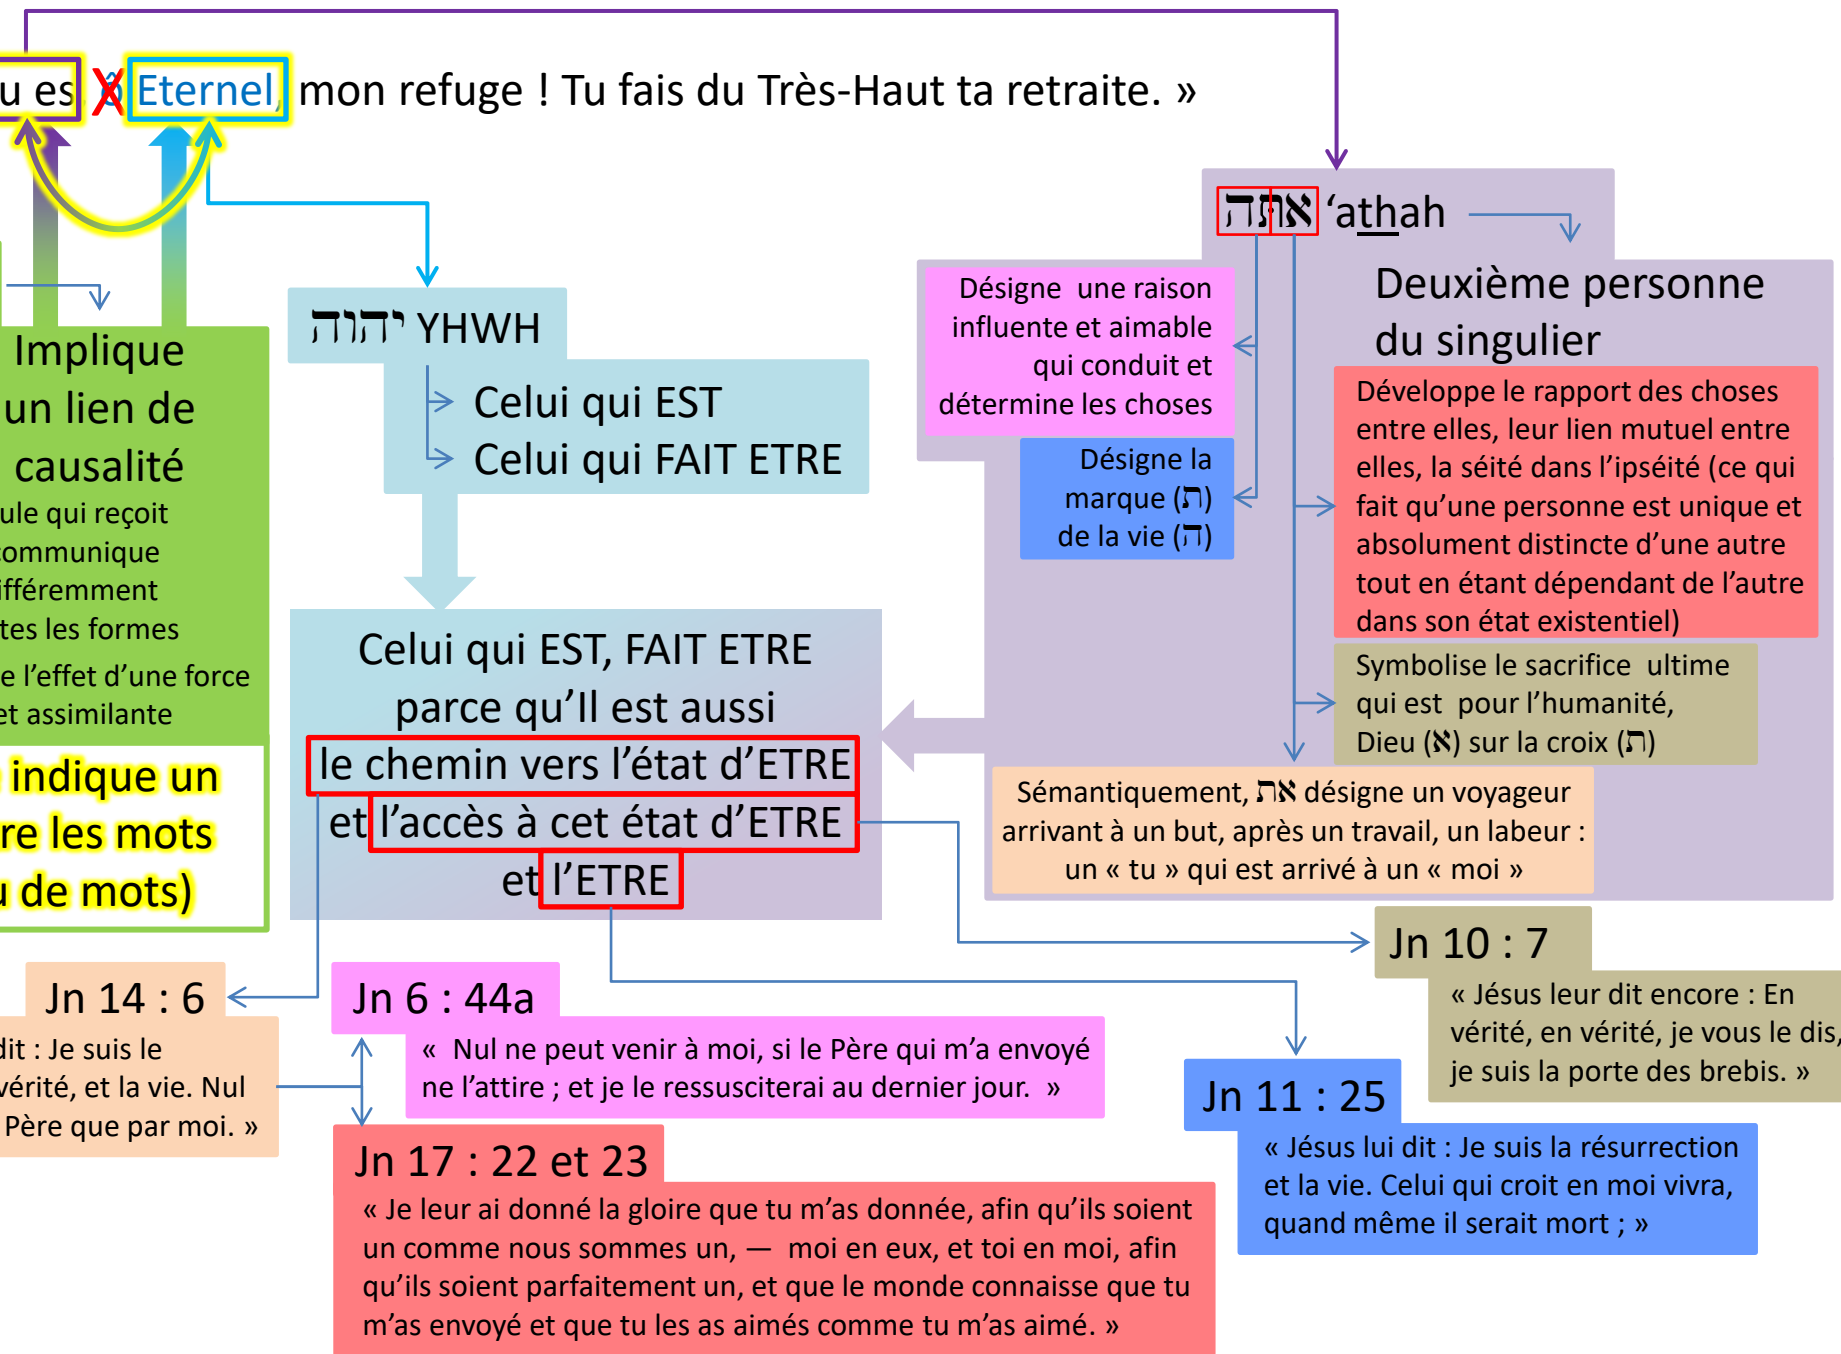 u es, ô Eternel, mon refuge ! Tu fais du Très-Haut ta retraite. »
אתה ‘athah
Deuxième personne
du singulier
Désigne une raison
influente et aimable
qui conduit et
détermine les choses
Désigne la
marque (ת)
de la vie (ה)
Développe le rapport des choses
entre elles, leur lien mutuel entre
elles, la séité dans l’ipséité (ce qui
fait qu’une personne est unique et
absolument distincte d’une autre
tout en étant dépendant de l’autre
dans son état existentiel)
Symbolise le sacrifice ultime
qui est pour l’humanité,
Dieu (א) sur la croix (ת)
Sémantiquement, את désigne un voyageur
arrivant à un but, après un travail, un labeur :
un « tu » qui est arrivé à un « moi »
יהוה YHWH
Celui qui EST
Celui qui FAIT ETRE
Implique
un lien de
causalité
ule qui reçoit
communique
ifféremment
tes les formes
e l’effet d’une force
et assimilante
indique un
re les mots
u de mots)
Celui qui EST, FAIT ETRE
parce qu’Il est aussi
le chemin vers l’état d’ETRE
et l’accès à cet état d’ETRE
et l’ETRE
Jn 14 : 6
dit : Je suis le
vérité, et la vie. Nul
Père que par moi. »
Jn 6 : 44a
« Nul ne peut venir à moi, si le Père qui m’a envoyé
ne l’attire ; et je le ressusciterai au dernier jour. »
Jn 17 : 22 et 23
« Je leur ai donné la gloire que tu m’as donnée, afin qu’ils soient
un comme nous sommes un, — moi en eux, et toi en moi, afin
qu’ils soient parfaitement un, et que le monde connaisse que tu
m’as envoyé et que tu les as aimés comme tu m’as aimé. »
Jn 11 : 25
« Jésus lui dit : Je suis la résurrection
et la vie. Celui qui croit en moi vivra,
quand même il serait mort ; »
Jn 10 : 7
« Jésus leur dit encore : En
vérité, en vérité, je vous le dis,
je suis la porte des brebis. »